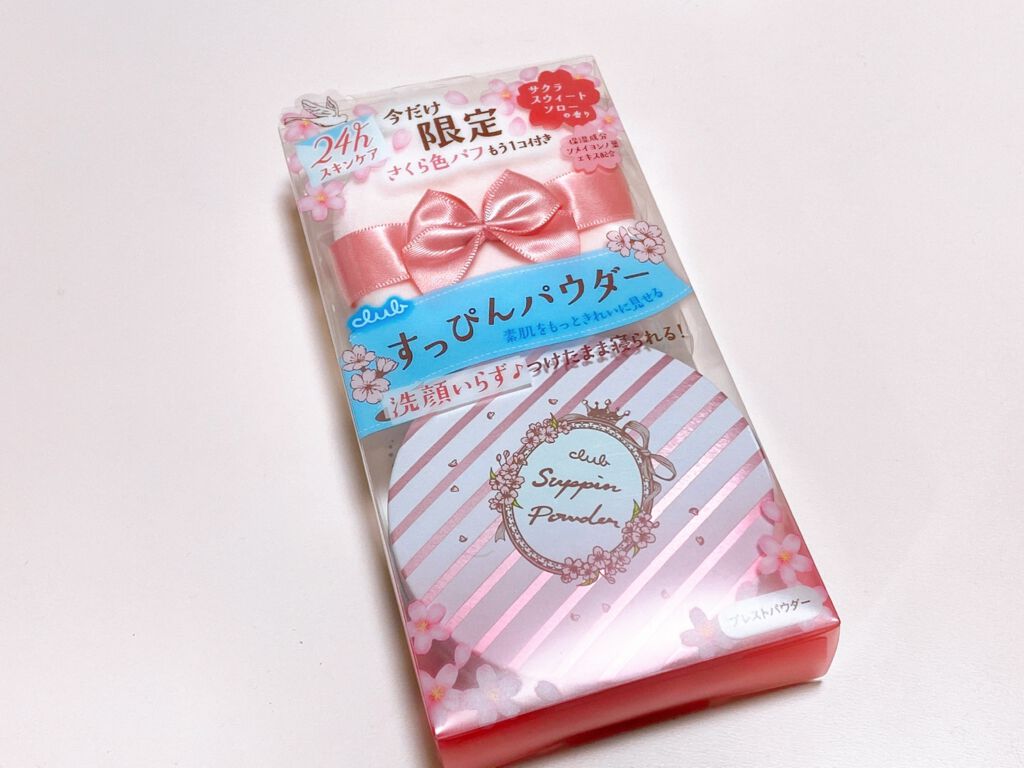 24h
スキンケア
今だけ
限定
さくら色パフもう1コ付き
サクラ
スウィート
ソロー
の香り
保湿成分
ソメイヨシノ葉
エキス配合
club
すっぴんパウダー
素肌をもっときれいに見せる
洗顔いらず♪つけたまま寝られる!
club
Suppin
Powder
プレストパウダー